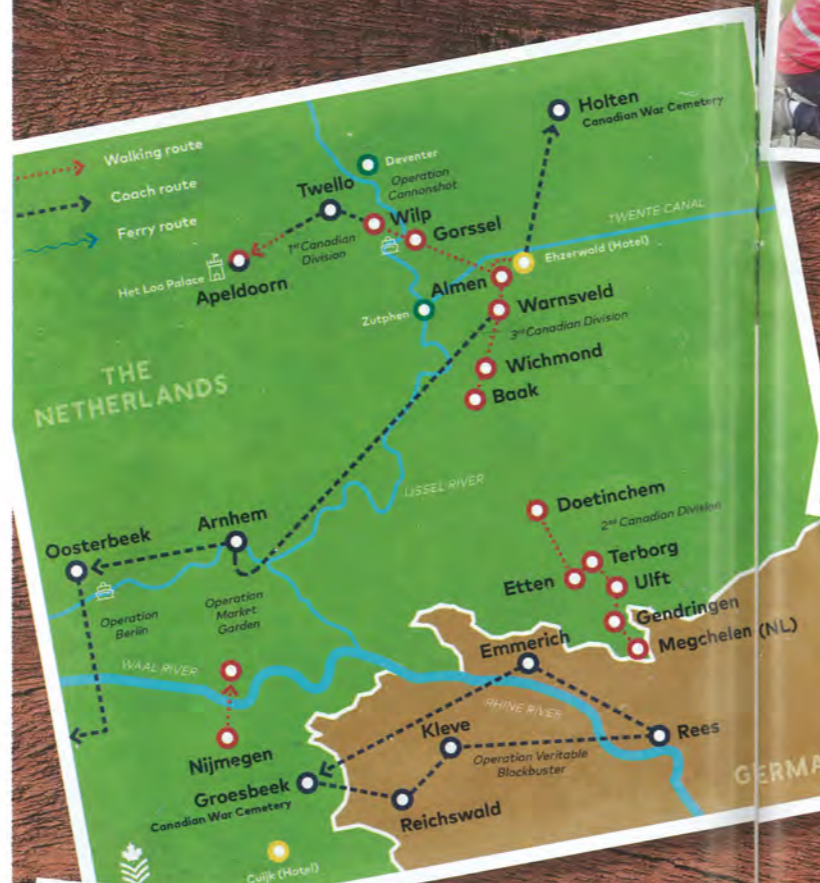 Walking route
Coach route
Ferry route
Holten
Canadian War Cemetery
Deventer
Operation
Cannonshot
Twello
Wilp
Gorssel
TWENTE CANAL
1st Canadian
Division
Ehzerwald (Hotel)
Het Loo Palace
Apeldoorn
Almen
Warnsveld
Zutphen
3rd Canadian Division
Wichmond
Baak
THE
NETHERLANDS
IJSSEL RIVER
Doetinchem
2nd Canadian Division
Arnhem
Oosterbeek
Terborg
Etten
Ulft
Operation
Berlin
Operation
Market
Garden
Gendringen
Megchelen (NL)
Emmerich
WAAL RIVER
RHINE RIVER
Kleve
Rees
Nijmegen
Operation Veritable
Blockbuster
GERMA
Groesbeek
Canadian War Cemetery
Reichswald
Cuijk (Hotel)